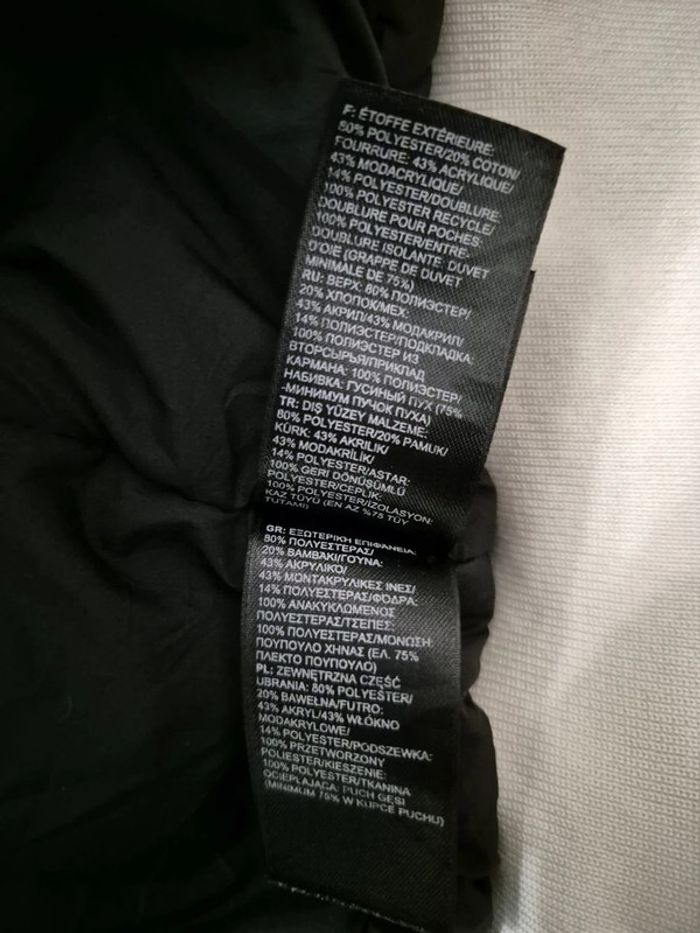 F: ÉTOFFE EXTÉRIEURE:
80% POLYESTER/20% COTON/
FOURRURE: 43% ACRYLIQUE/
43% MODACRYLIQUE/
14% POLYESTER/DOUBLURE:
100% POLYESTER RECYCLÉ/
DOUBLURE POUR POCHES:
100% POLYESTER/ENTRE-
DOUBLURE ISOLANTE: DUVET
D'OIE (GRAPPE DE DUVET
MINIMALE DE 75%)
RU: ВЕРХ: 80% ПОЛИЭСТЕР/
20% ХЛОПОК/МЕХ:
43% АКРИЛ/43% МОДАКРИЛ/
14% ПОЛИЭСТЕР/ПОДКЛАДКА:
100% ПОЛИЭСТЕР ИЗ
ВТОРСЫРЬЯ/ПРИКЛАД
КАРМАНА: 100% ПОЛИЭСТЕР/
НАБИВКА: ГУСИНЫЙ ПУХ (75%
-МИНИМУМ ПУЧОК ПУХА)
TR: DIŞ YÜZEY MALZEME:
80% POLYESTER/20% PAMUK/
KÜRK: 43% AKRİLİK/
43% MODAKRİLİK/
14% POLYESTER/ASTAR:
100% GERİ DÖNÜŞÜMLÜ
POLYESTER/CEPLİK:
100% POLYESTER/İZOLASYON:
KAZ TÜYÜ (EN AZ %75 TÜY
TUTAMI)
GR: ΕΞΩΤΕΡΙΚΗ ΕΠΙΦΑΝΕΙΑ:
80% ΠΟΛΥΕΣΤΕΡΑΣ/
20% ΒΑΜΒΑΚΙ/ΓΟΥΝΑ:
43% ΑΚΡΥΛΙΚΟ/
43% ΜΟΝΤΑΚΡΥΛΙΚΕΣ ΙΝΕΣ/
14% ΠΟΛΥΕΣΤΕΡΑΣ/ΦΟΔΡΑ:
100% ΑΝΑΚΥΚΛΩΜΕΝΟΣ
ΠΟΛΥΕΣΤΕΡΑΣ/ΤΣΕΠΕΣ:
100% ΠΟΛΥΕΣΤΕΡΑΣ/ΜΟΝΩΣΗ:
ΠΟΥΠΟΥΛΟ ΧΗΝΑΣ (ΕΛ. 75%
ΠΛΕΚΤΟ ΠΟΥΠΟΥΛΟ)
PL: ZEWNĘTRZNA CZĘŚĆ
UBRANIA: 80% POLYESTER/
20% BAWEŁNA/FUTRO:
43% AKRYL/43% WŁÓKNO
MODAKRYLOWE/
14% POLYESTER/PODSZEWKA:
100% PRZETWORZONY
POLIESTER/KIESZENIE:
100% POLYESTER/TKANINA
OCIEPLAJĄCA: PUCH GĘSI
(MINIMUM 75% W KUPCE PUCHU)